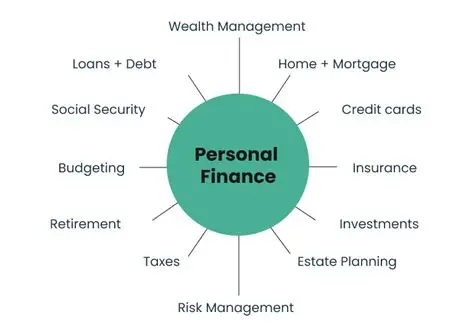 Wealth Management
Loans + Debt
Home + Mortgage
Social Security
Credit cards
Personal
Finance
Budgeting
Insurance
Retirement
Investments
Taxes
Estate Planning
Risk Management